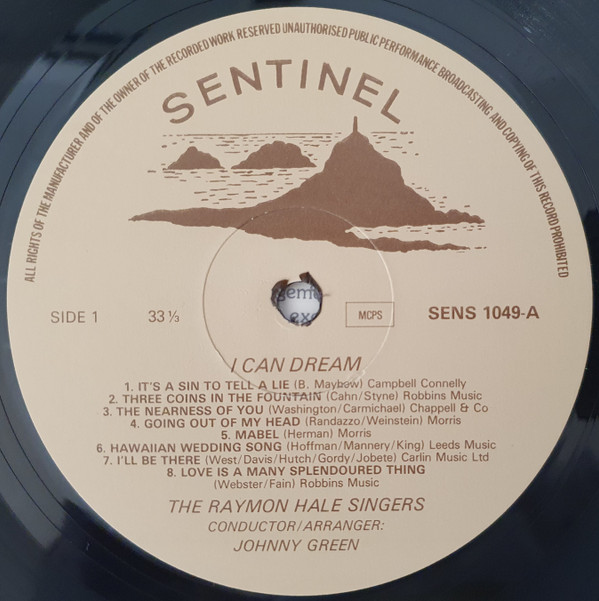 ALL RIGHTS OF THE MANUFACTURER AND OF THE OWNER OF THE RECORDED WORK RESERVED UNAUTHORISED PUBLIC PERFORMANCE BROADCASTING AND COPYING OF THIS RECORD PROHIBITED
SENTINEL
SIDE 1 33⅓ MCPS SENS 1049-A
I CAN DREAM
1. IT'S A SIN TO TELL A LIE (B. Maybow) Campbell Connelly
2. THREE COINS IN THE FOUNTAIN (Cahn/Styne) Robbins Music
3. THE NEARNESS OF YOU (Washington/Carmichael) Chappell & Co
4. GOING OUT OF MY HEAD (Randazzo/Weinstein) Morris
5. MABEL (Herman) Morris
6. HAWAIIAN WEDDING SONG (Hoffman/Mannery/King) Leeds Music
7. I'LL BE THERE (West/Davis/Hutch/Gordy/Jobete) Carlin Music Ltd
8. LOVE IS A MANY SPLENDOURED THING
(Webster/Fain) Robbins Music
THE RAYMON HALE SINGERS
CONDUCTOR/ARRANGER:
JOHNNY GREEN